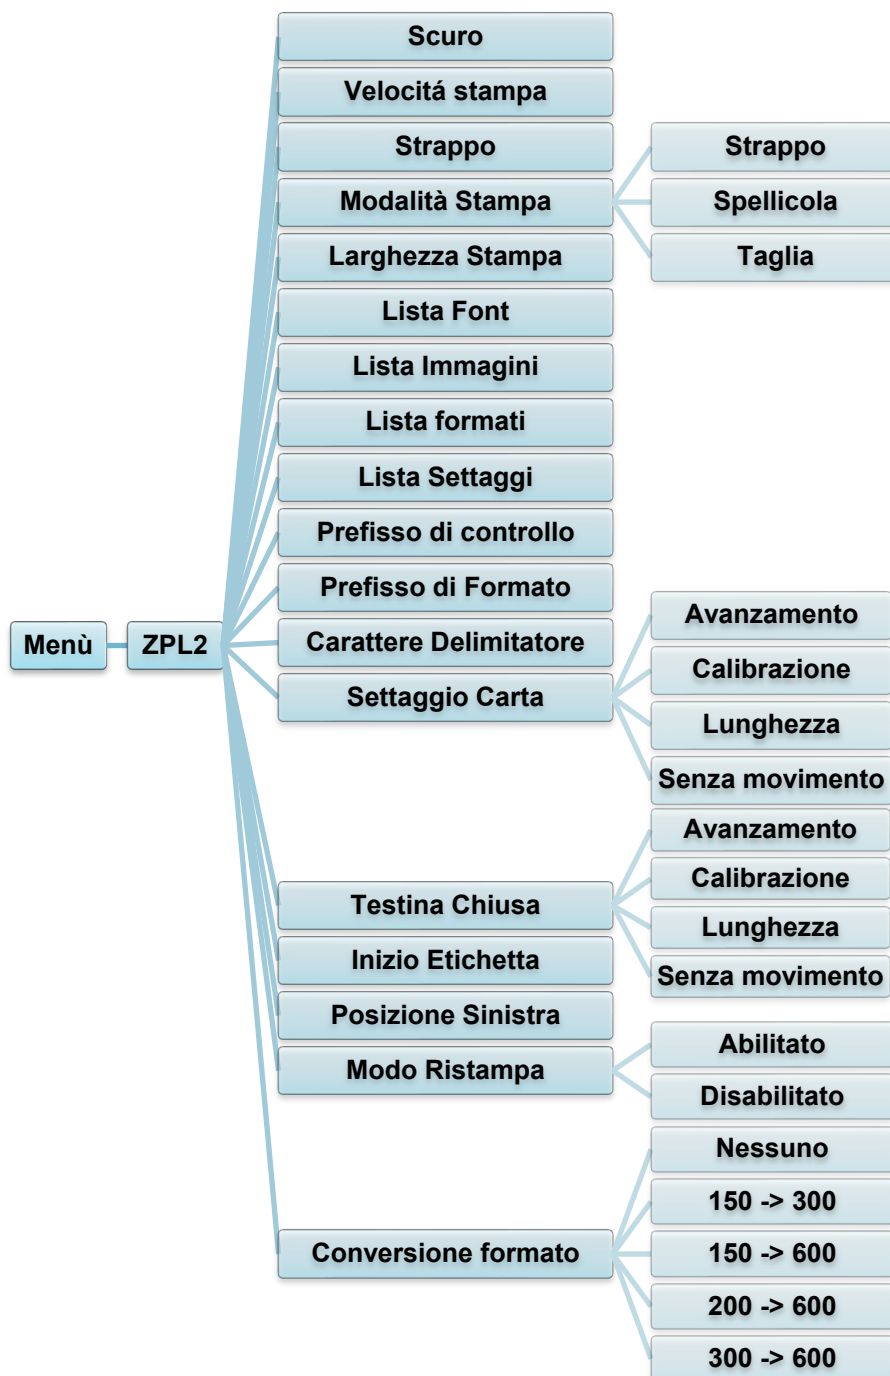 Scuro
Velocitá stampa
Strappo
Strappo
Modalità Stampa
Spellicola
Larghezza Stampa
Taglia
Lista Font
Lista Immagini
Lista formati
Lista Settaggi
Prefisso di controllo
Prefisso di Formato
Avanzamento
Menù
ZPL2
Carattere Delimitatore
Calibrazione
Settaggio Carta
Lunghezza
Senza movimento
Avanzamento
Calibrazione
Testina Chiusa
Lunghezza
Inizio Etichetta
Senza movimento
Posizione Sinistra
Abilitato
Modo Ristampa
Disabilitato
Nessuno
150 -> 300
Conversione formato
150 -> 600
200 -> 600
300 -> 600